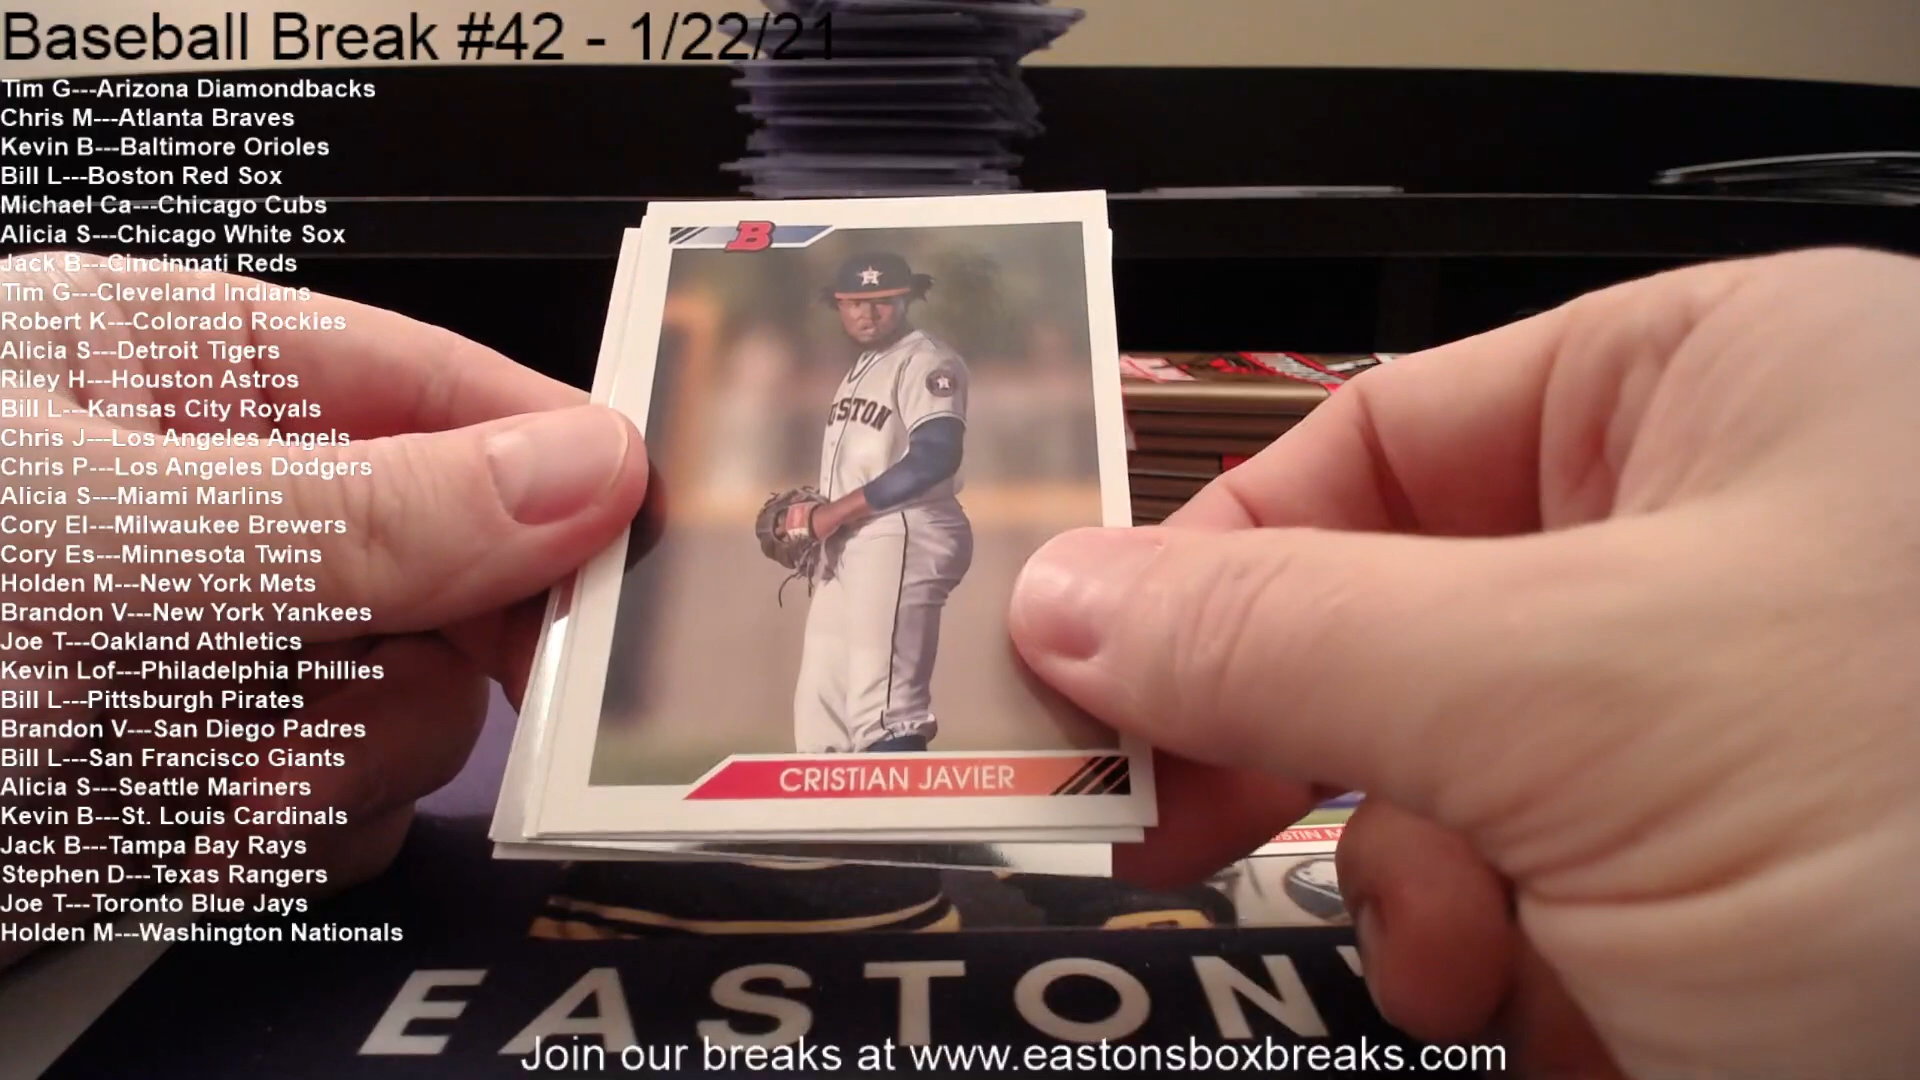 Baseball Break #42 - 1/22/21
Tim G---Arizona Diamondbacks
Chris M---Atlanta Braves
Kevin B---Baltimore Orioles
Bill L---Boston Red Sox
Michael Ca---Chicago Cubs
Alicia S---Chicago White Sox
Jack B---Cincinnati Reds
Tim G---Cleveland Indians
Robert K---Colorado Rockies
Alicia S---Detroit Tigers
Riley H---Houston Astros
Bill L---Kansas City Royals
Chris J---Los Angeles Angels
Chris P---Los Angeles Dodgers
Alicia S---Miami Marlins
Cory El---Milwaukee Brewers
Cory Es---Minnesota Twins
Holden M---New York Mets
Brandon V---New York Yankees
Joe T---Oakland Athletics
Kevin Lof---Philadelphia Phillies
Bill L---Pittsburgh Pirates
Brandon V---San Diego Padres
Bill L---San Francisco Giants
Alicia S---Seattle Mariners
Kevin B---St. Louis Cardinals
Jack B---Tampa Bay Rays
Stephen D---Texas Rangers
Joe T---Toronto Blue Jays
Holden M---Washington Nationals
B
H
USTON
CRISTIAN JAVIER
EASTON'
Join our breaks at www.eastonsboxbreaks.com